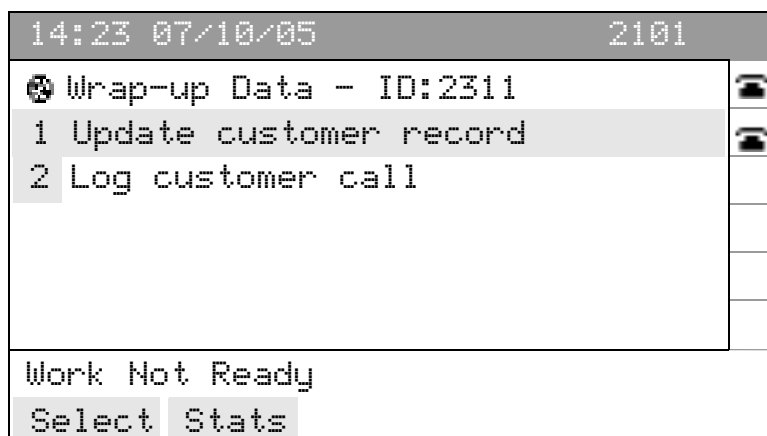 14:23 07/10/05 2101
Wrap-up Data - ID:2311
1 Update customer record
2 Log customer call
Work Not Ready
Select Stats